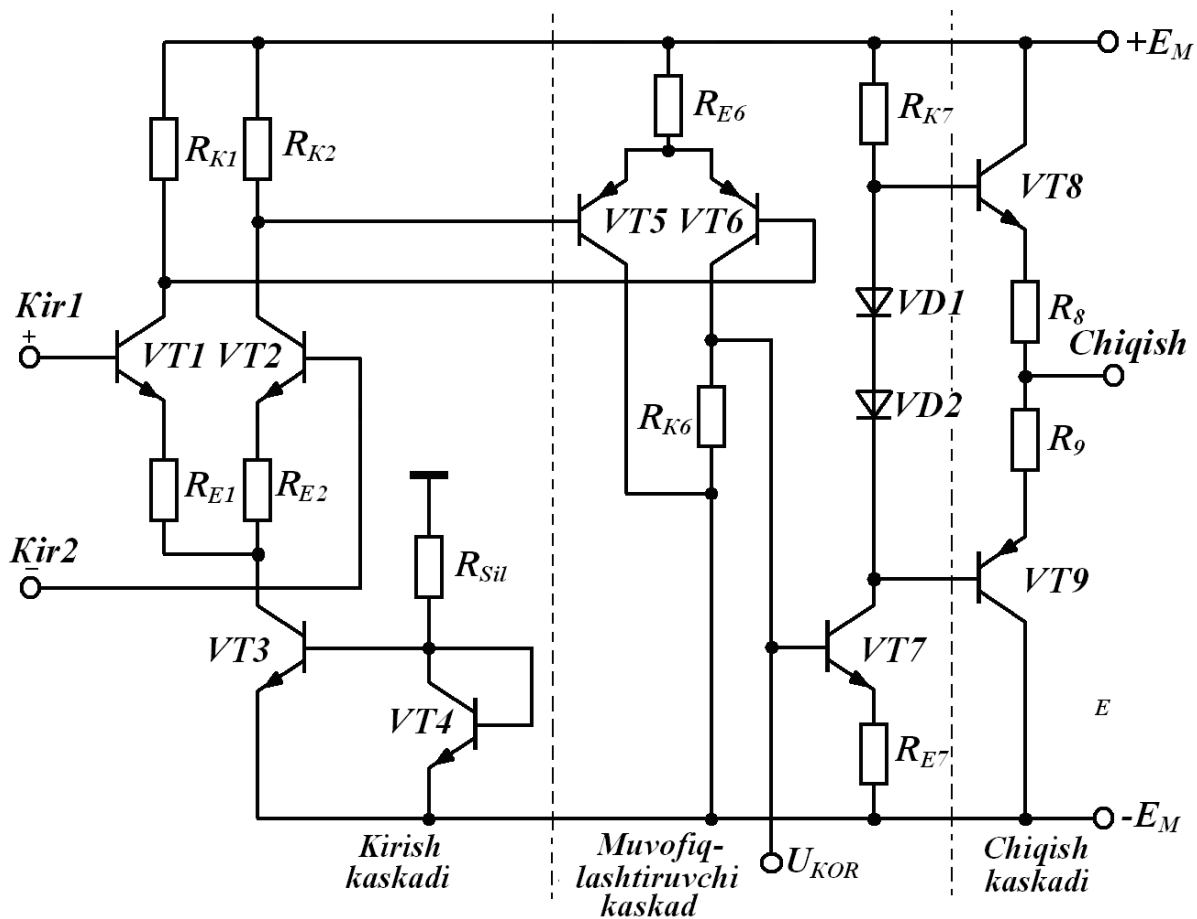 +E_M
R_E6
R_K7
R_K1
R_K2
VT8
VT5 VT6
Kir1
+
VD1
R_8
VT1 VT2
Chiqish
VD2
R_K6
R_9
R_E1
R_E2
Kir2
−
R_Sil
VT9
VT3
VT7
VT4
E
R_E7
-E_M
Kirish
kaskadi
Muvofiq-
lashtiruvchi
kaskad
U_KOR
Chiqish
kaskadi